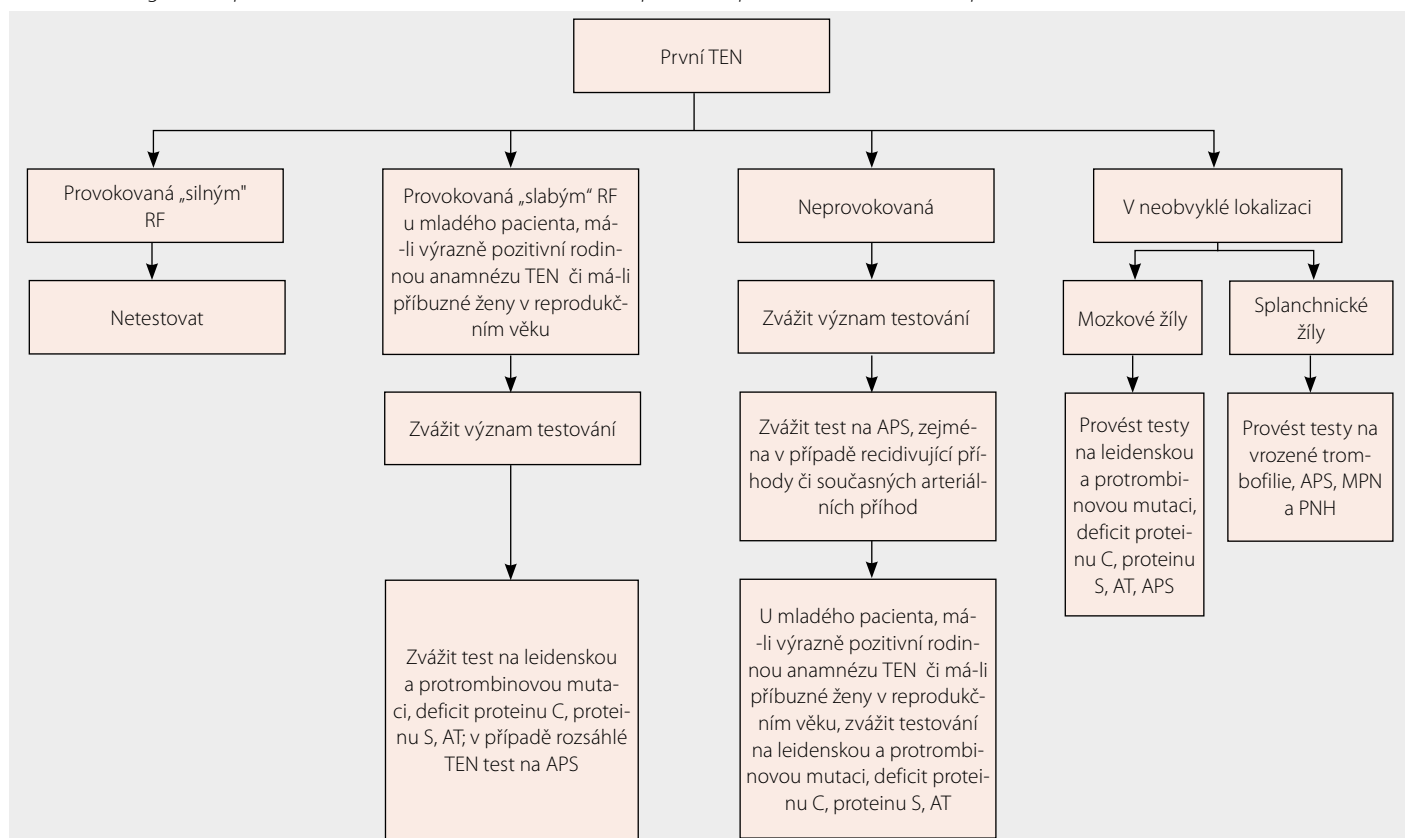 První TEN
Provokovaná „silným"
RF
Netestovat
Provokovaná „slabým“ RF
u mladého pacienta, má-
-li výrazně pozitivní rodin-
nou anamnézu TEN či má-li
příbuzné ženy v reprodukč-
ním věku
Zvážit význam testování
Zvážit test na leidenskou
a protrombinovou muta-
ci, deficit proteinu C, protei-
nu S, AT; v případě rozsáhlé
TEN test na APS
Neprovokovaná
Zvážit význam testování
Zvážit test na APS, zejmé-
na v případě recidivující pří-
hody či současných arteriál-
ních příhod
U mladého pacienta, má-
-li výrazně pozitivní rodin-
nou anamnézu TEN či má-li
příbuzné ženy v reprodukč-
ním věku, zvážit testování
na leidenskou a protrombi-
novou mutaci, deficit protei-
nu C, proteinu S, AT
V neobvyklé lokalizaci
Mozkové žíly
Provést testy
na leidenskou
a protrombi-
novou mutaci,
deficit protei-
nu C, proteinu
S, AT, APS
Splanchnické
žíly
Provést testy na
vrozené trom-
bofilie, APS, MPN
a PNH